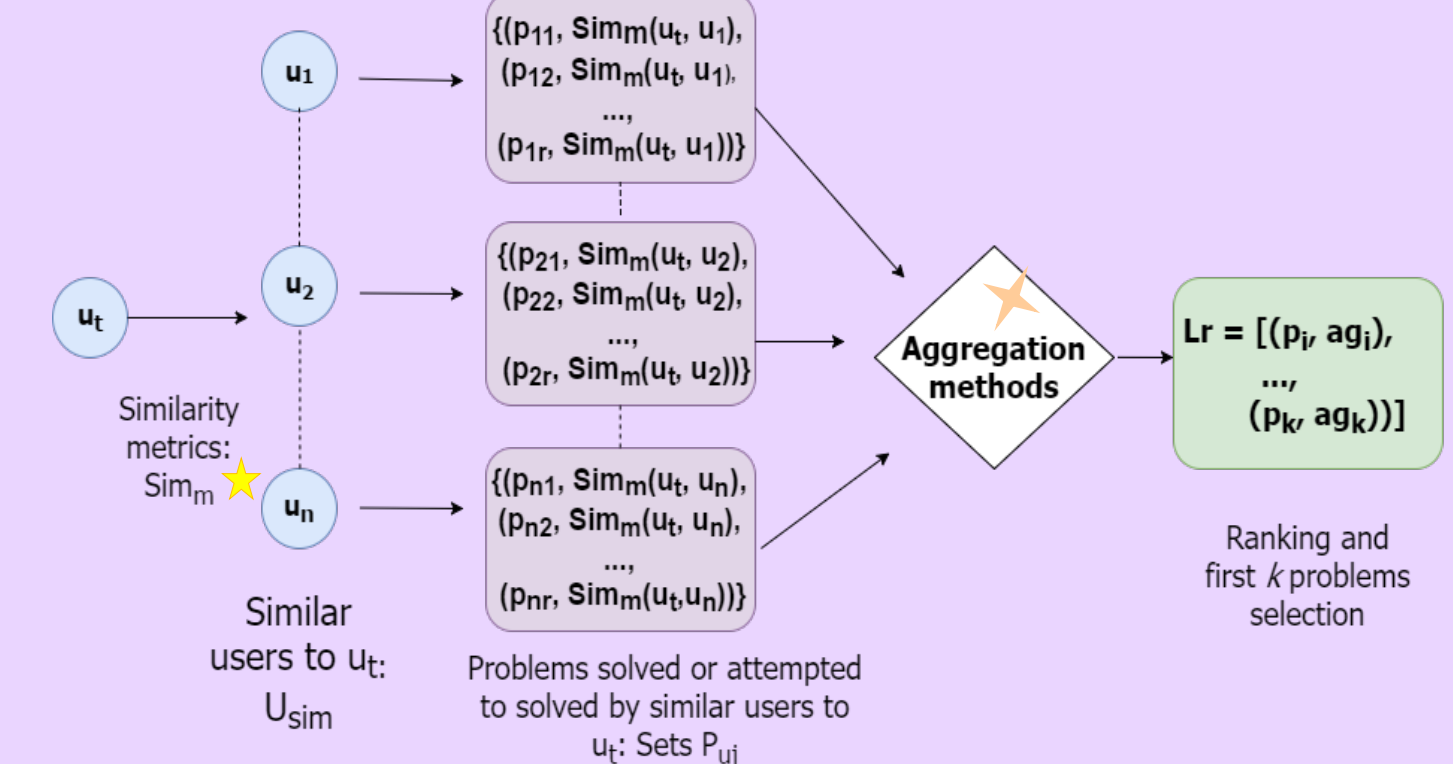 u1
{(p11, Simm(ut, u1),
(p12, Simm(ut, u1),
...,
(p1r, Simm(ut, u1))}
u2
{(p21, Simm(ut, u2),
(p22, Simm(ut, u2),
...,
(p2r, Simm(ut, u2))}
ut
Similarity
metrics:
Simm
un
{(pn1, Simm(ut, un),
(pn2, Simm(ut, un),
...,
(pnr, Simm(ut,un))}
Aggregation
methods
Lr = [(pi, agi),
...,
(pk, agk))]
Ranking and
first k problems
selection
Similar
users to ut:
Usim
Problems solved or attempted
to solved by similar users to
ut: Sets Puj